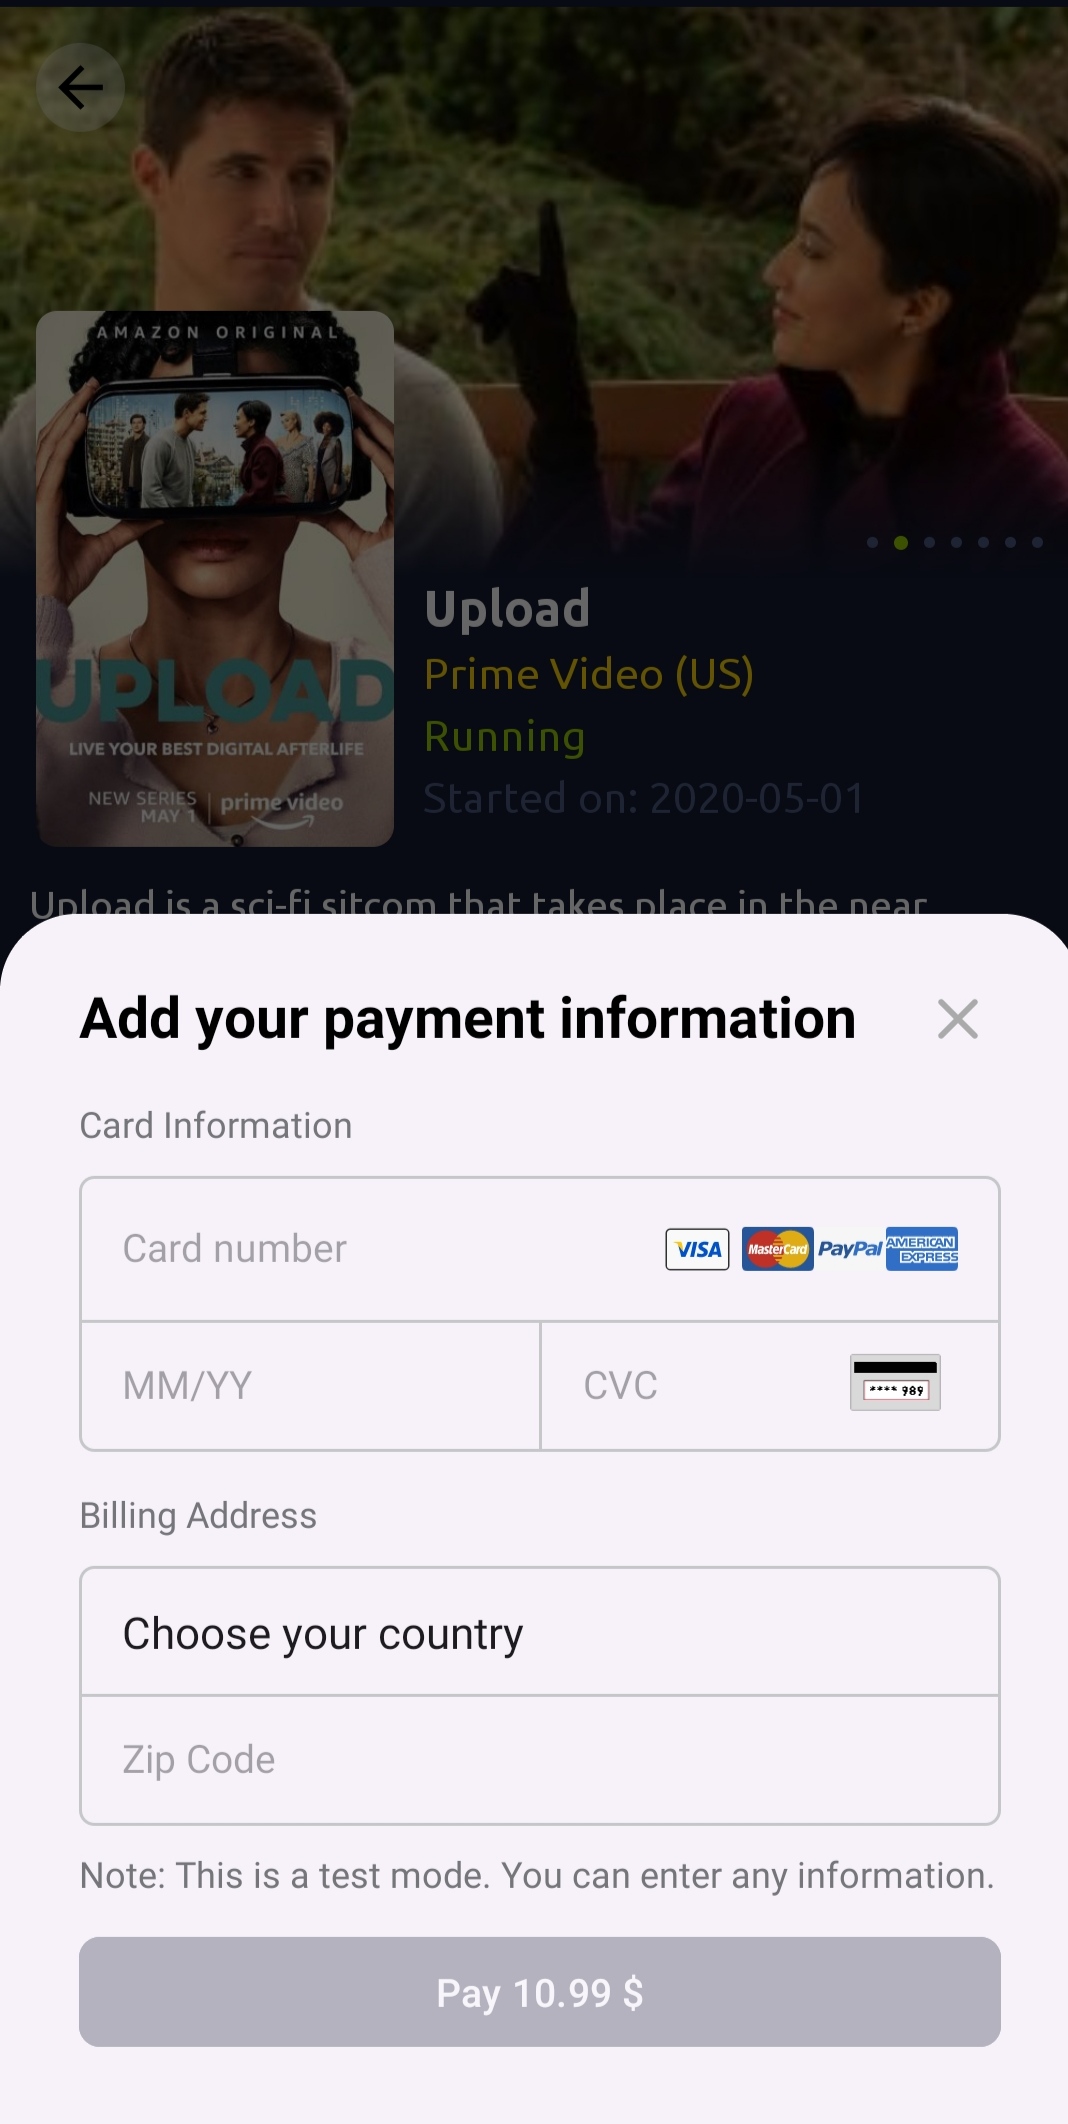 AMAZON ORIGINAL
UPLOAD
LIVE YOUR BEST DIGITAL AFTERLIFE
NEW SERIES
MAY 1
prime video
Upload
Prime Video (US)
Running
Started on: 2020-05-01
Upload is a sci-fi sitcom that takes place in the near
Add your payment information
Card Information
Card number
VISA MasterCard PayPal AMERICAN EXPRESS
MM/YY
CVC
**** 989
Billing Address
Choose your country
Zip Code
Note: This is a test mode. You can enter any information.
Pay 10.99 $